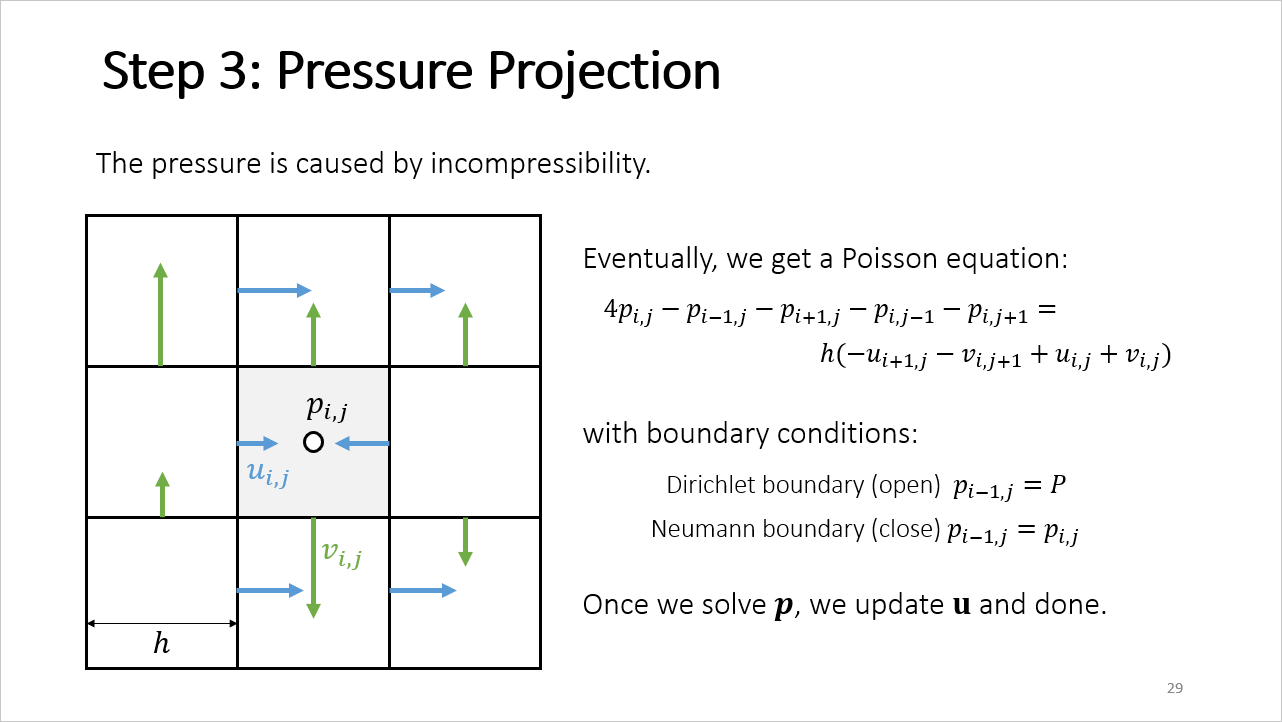 Step 3: Pressure Projection
The pressure is caused by incompressibility.
Eventually, we get a Poisson equation:
4p_{i,j} − p_{i−1,j} − p_{i+1,j} − p_{i,j−1} − p_{i,j+1} =
h(−u_{i+1,j} − v_{i,j+1} + u_{i,j} + v_{i,j})
p_{i,j}
u_{i,j}
v_{i,j}
h
with boundary conditions:
Dirichlet boundary (open) p_{i−1,j} = P
Neumann boundary (close) p_{i−1,j} = p_{i,j}
Once we solve p, we update u and done.
29